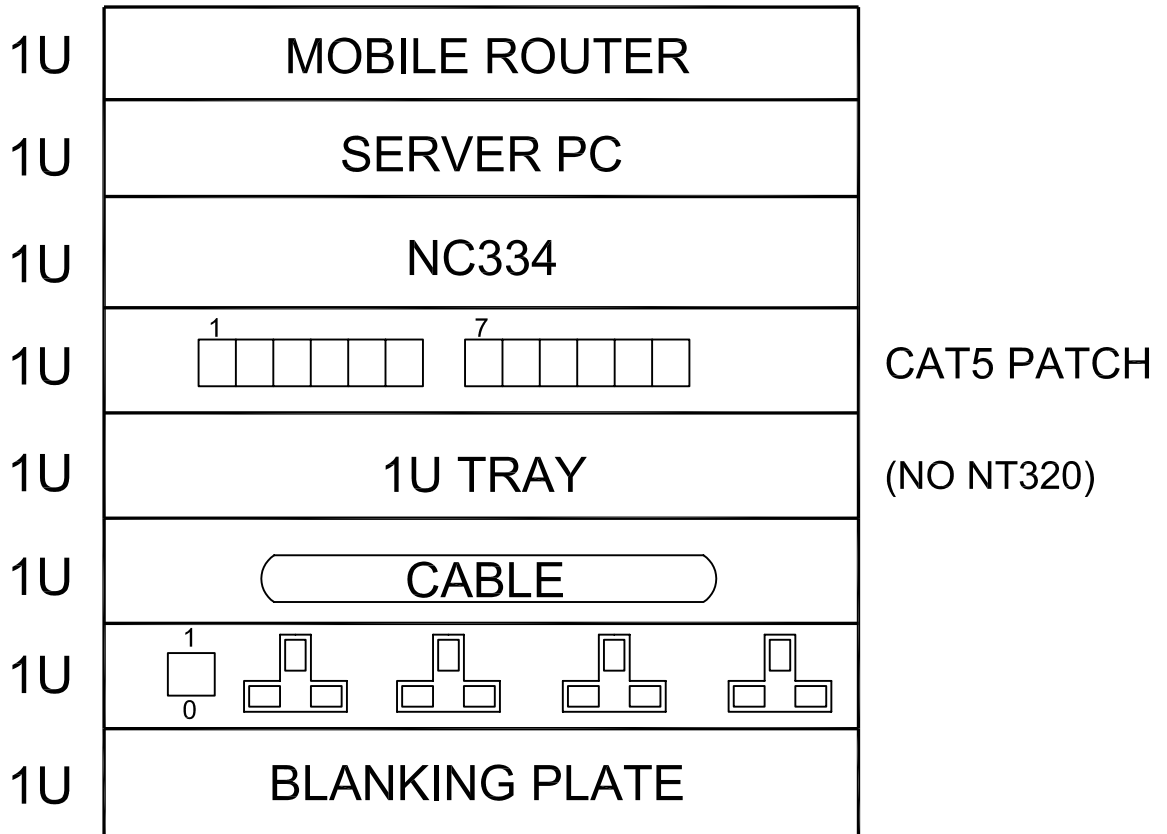 1U MOBILE ROUTER
1U SERVER PC
1U NC334
1 7
1U CAT5 PATCH
1U 1U TRAY (NO NT320)
1U CABLE
1
1U
0
1U BLANKING PLATE